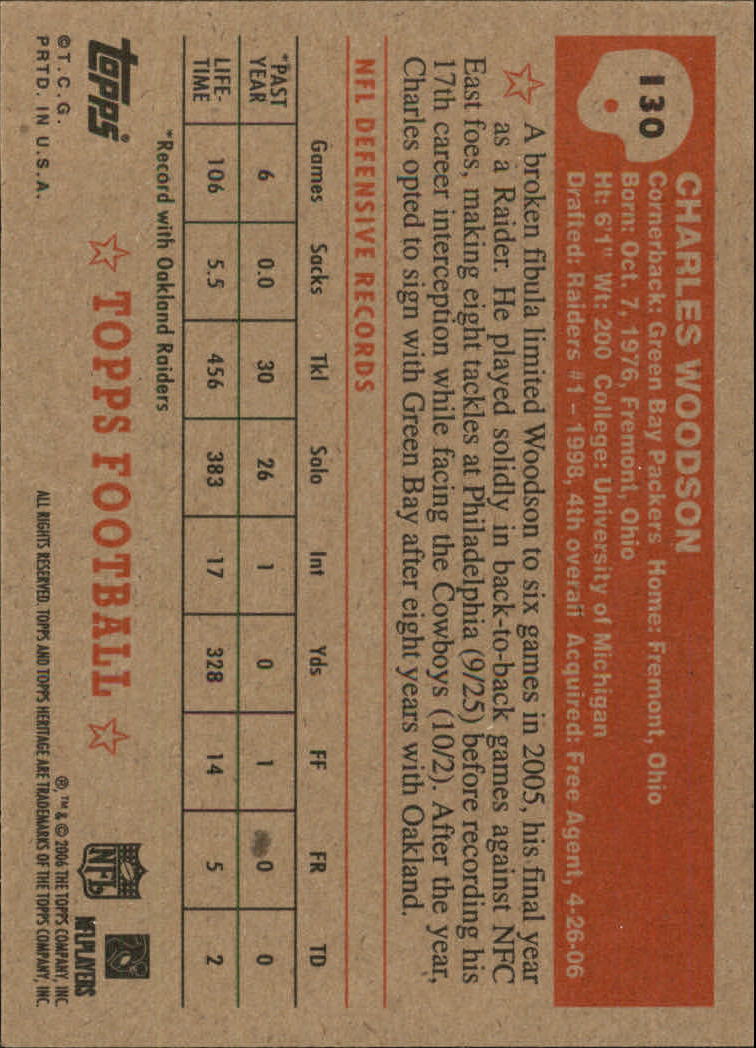 130
CHARLES WOODSON
Cornerback: Green Bay Packers Home: Fremont, Ohio
Born: Oct. 7, 1976, Fremont, Ohio
Ht: 6'1" Wt: 200 College: University of Michigan
Drafted: Raiders #1 – 1998, 4th overall Acquired: Free Agent, 4-26-06
A broken fibula limited Woodson to six games in 2005, his final year
as a Raider. He played solidly in back-to-back games against NFC
East foes, making eight tackles at Philadelphia (9/25) before recording his
17th career interception while facing the Cowboys (10/2). After the year,
Charles opted to sign with Green Bay after eight years with Oakland.
NFL DEFENSIVE RECORDS
Games Sacks Tkl Solo Int Yds FF FR TD
*PAST
YEAR 6 0.0 30 26 1 0 1 0 0
LIFE-
TIME 106 5.5 456 383 17 328 14 5 2
*Record with Oakland Raiders
topps
TOPPS FOOTBALL
NFL
NFLPLAYERS
© T. C. G.
PRTD. IN U. S. A.
®, ™ & © 2006 THE TOPPS COMPANY, INC.
ALL RIGHTS RESERVED. TOPPS AND TOPPS HERITAGE ARE TRADEMARKS OF THE TOPPS COMPANY, INC.